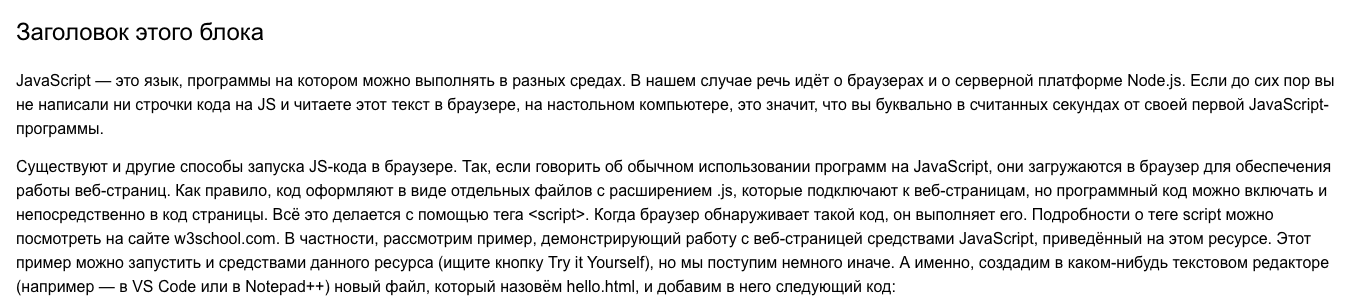 Заголовок этого блока
JavaScript — это язык, программы на котором можно выполнять в разных средах. В нашем случае речь идёт о браузерах и о серверной платформе Node.js. Если до сих пор вы
не написали ни строчки кода на JS и читаете этот текст в браузере, на настольном компьютере, это значит, что вы буквально в считанных секундах от своей первой JavaScript-
программы.
Существуют и другие способы запуска JS-кода в браузере. Так, если говорить об обычном использовании программ на JavaScript, они загружаются в браузер для обеспечения
работы веб-страниц. Как правило, код оформляют в виде отдельных файлов с расширением .js, которые подключают к веб-страницам, но программный код можно включать и
непосредственно в код страницы. Всё это делается с помощью тега <script>. Когда браузер обнаруживает такой код, он выполняет его. Подробности о теге script можно
посмотреть на сайте w3school.com. В частности, рассмотрим пример, демонстрирующий работу с веб-страницей средствами JavaScript, приведённый на этом ресурсе. Этот
пример можно запустить и средствами данного ресурса (ищите кнопку Try it Yourself), но мы поступим немного иначе. А именно, создадим в каком-нибудь текстовом редакторе
(например — в VS Code или в Notepad++) новый файл, который назовём hello.html, и добавим в него следующий код: